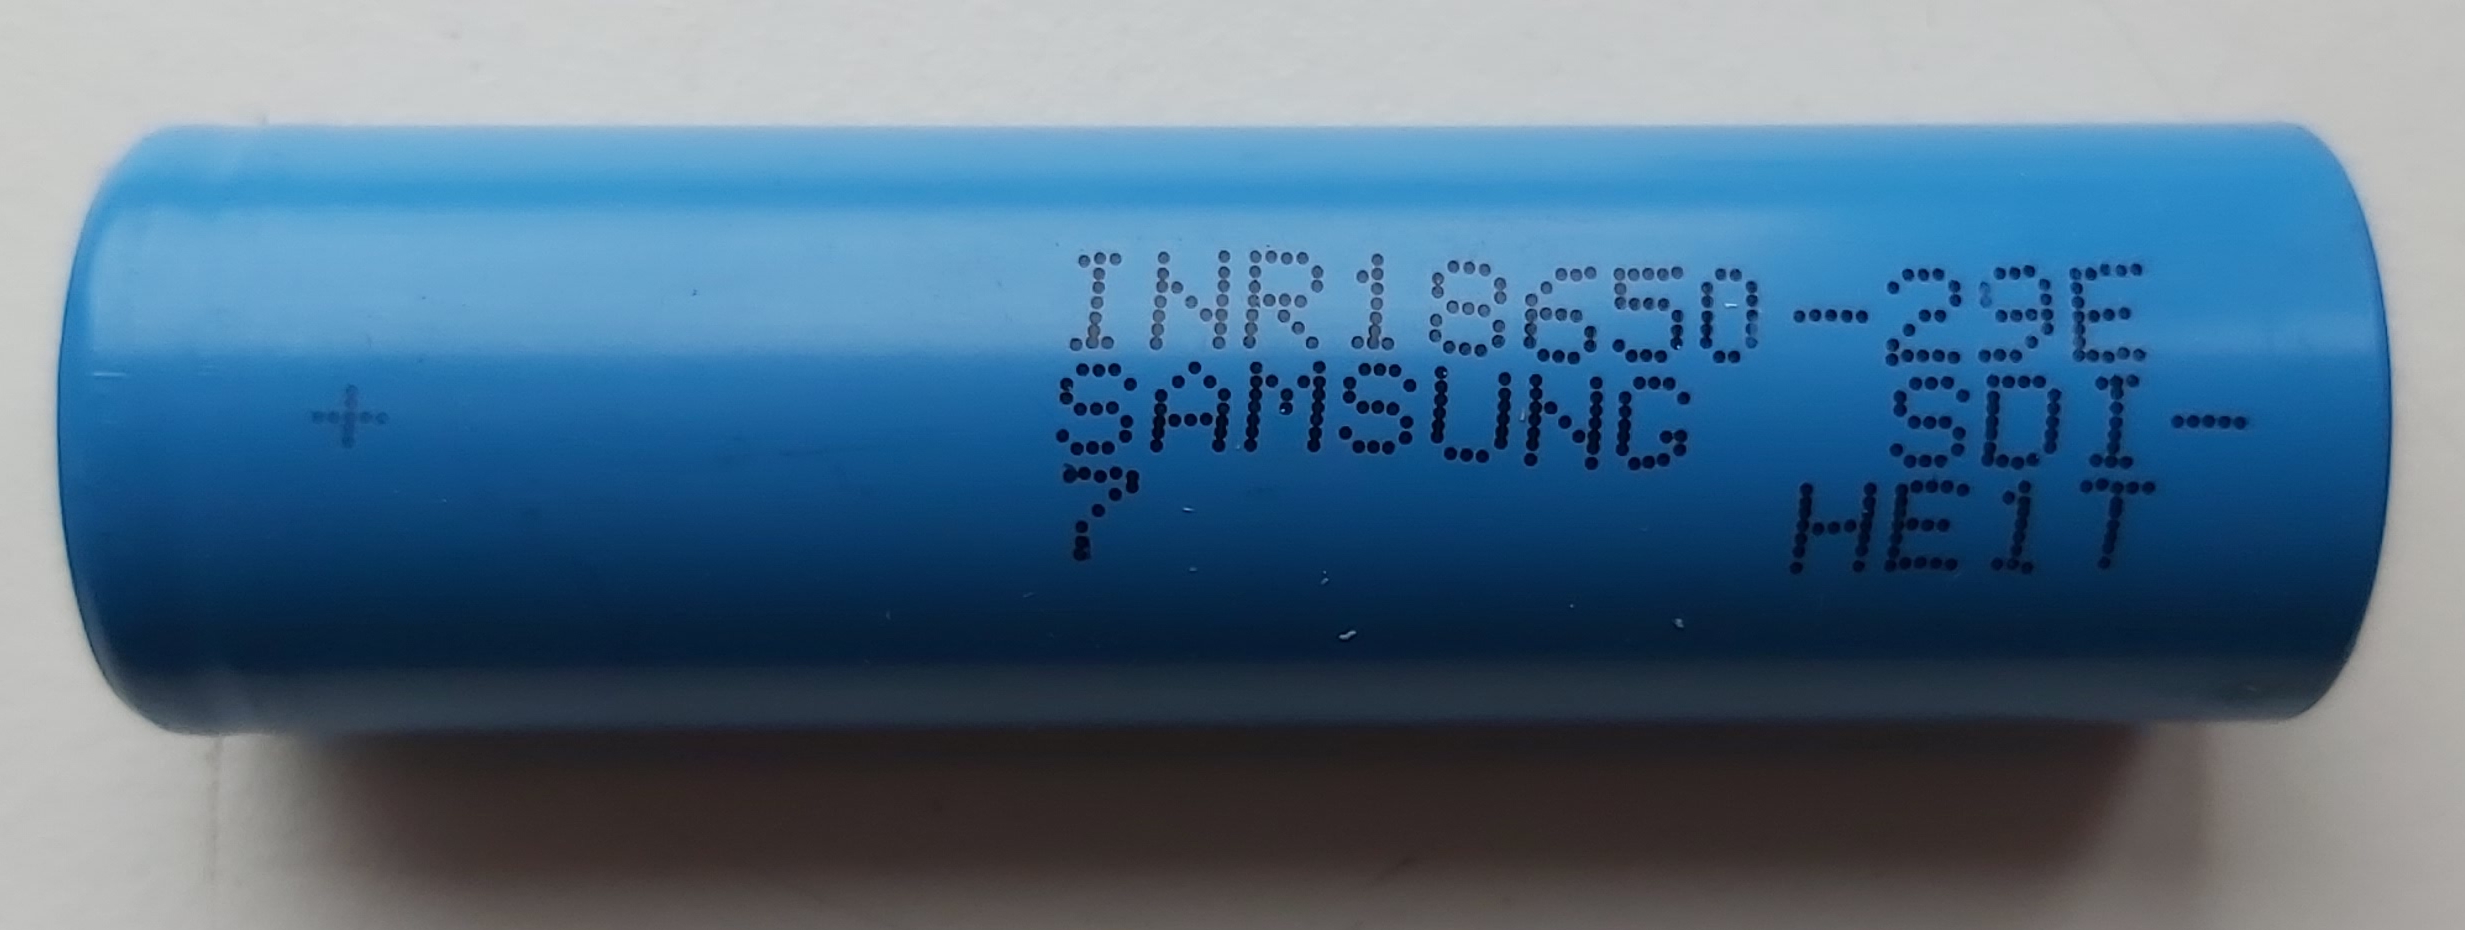 +
INR18650-29E
SAMSUNG SDI-
7 HE1T